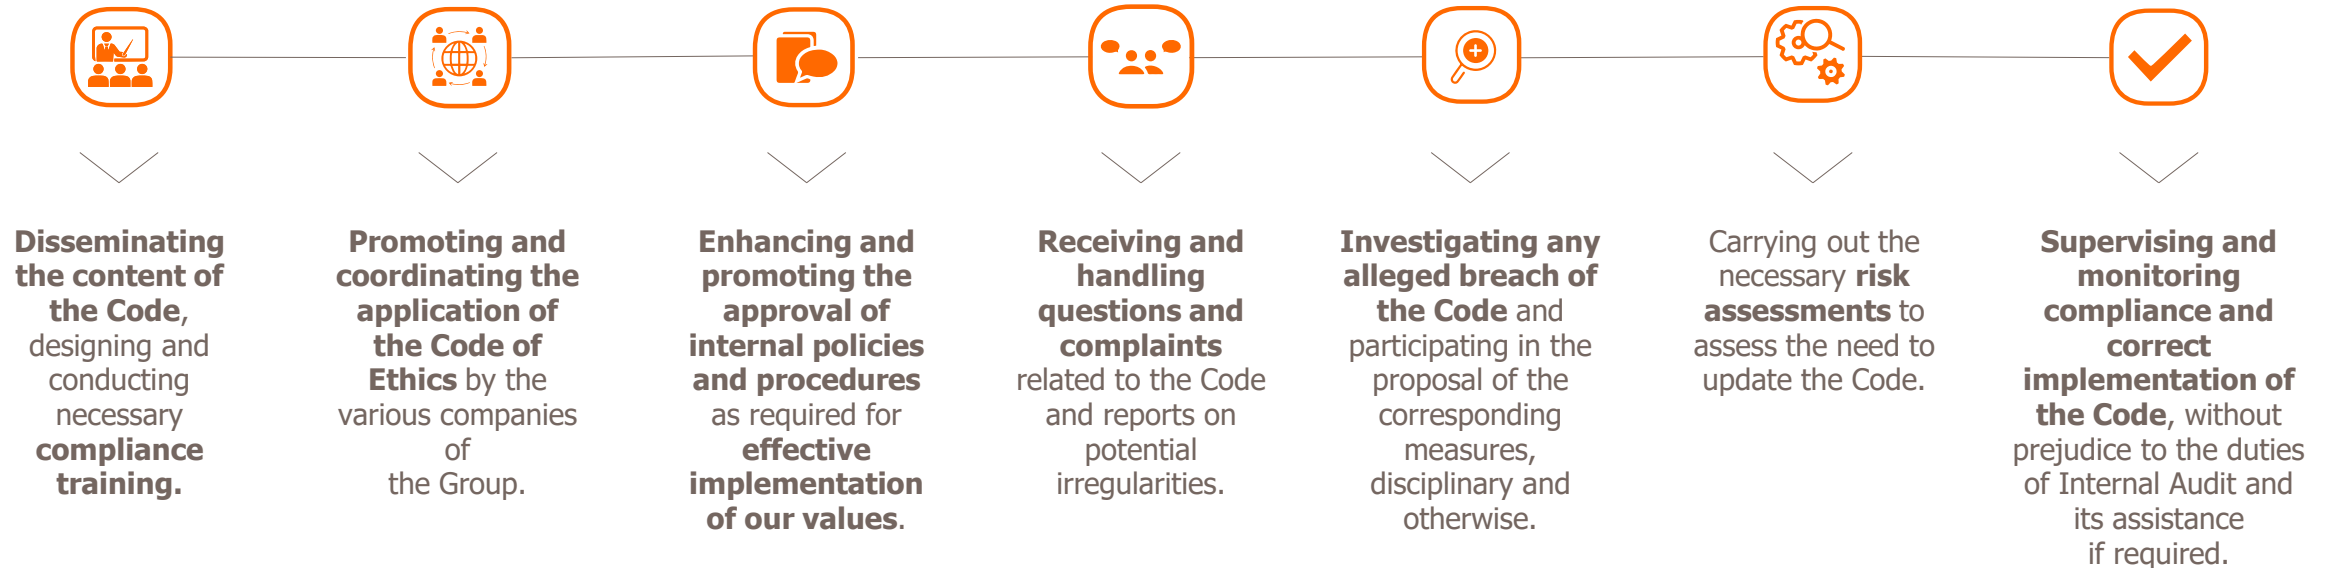 Disseminating
the content of
the Code,
designing and
conducting
necessary
compliance
training.
Promoting and
coordinating the
application of
the Code of
Ethics by the
various companies
of
the Group.
Enhancing and
promoting the
approval of
internal policies
and procedures
as required for
effective
implementation
of our values.
Receiving and
handling
questions and
complaints
related to the Code
and reports on
potential
irregularities.
Investigating any
alleged breach of
the Code and
participating in the
proposal of the
corresponding
measures,
disciplinary and
otherwise.
Carrying out the
necessary risk
assessments to
assess the need to
update the Code.
Supervising and
monitoring
compliance and
correct
implementation of
the Code, without
prejudice to the duties
of Internal Audit and
its assistance
if required.